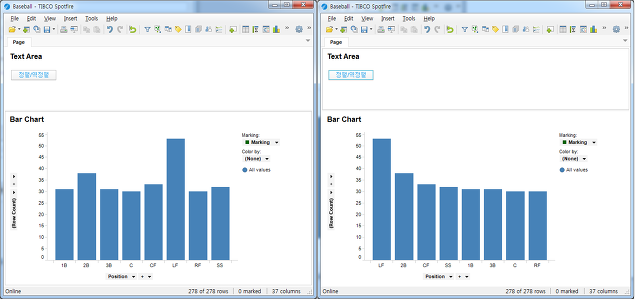 Baseball - TIBCO Spotfire
File Edit View Insert Tools Help
Page
Text Area
정렬/역정렬
Bar Chart
Marking:
Marking
Color by:
(None)
All values
(Row Count)
55
50
45
40
35
30
25
20
15
10
5
0
1B 2B 3B C CF LF RF SS
Position
Online 278 of 278 rows 0 marked 37 columns
Baseball - TIBCO Spotfire
File Edit View Insert Tools Help
Page
Text Area
정렬/역정렬
Bar Chart
Marking:
Marking
Color by:
(None)
All values
(Row Count)
55
50
45
40
35
30
25
20
15
10
5
0
LF 2B CF SS 1B 3B C RF
Position
Online 278 of 278 rows 0 marked 37 columns